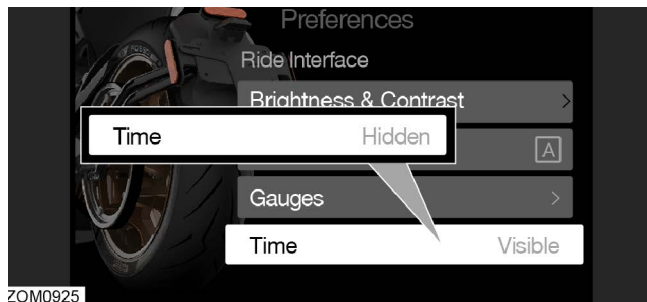 Preferences
Ride Interface
Brightness & Contrast >
Time Hidden
A
Gauges >
Time Visible
ZOM0925